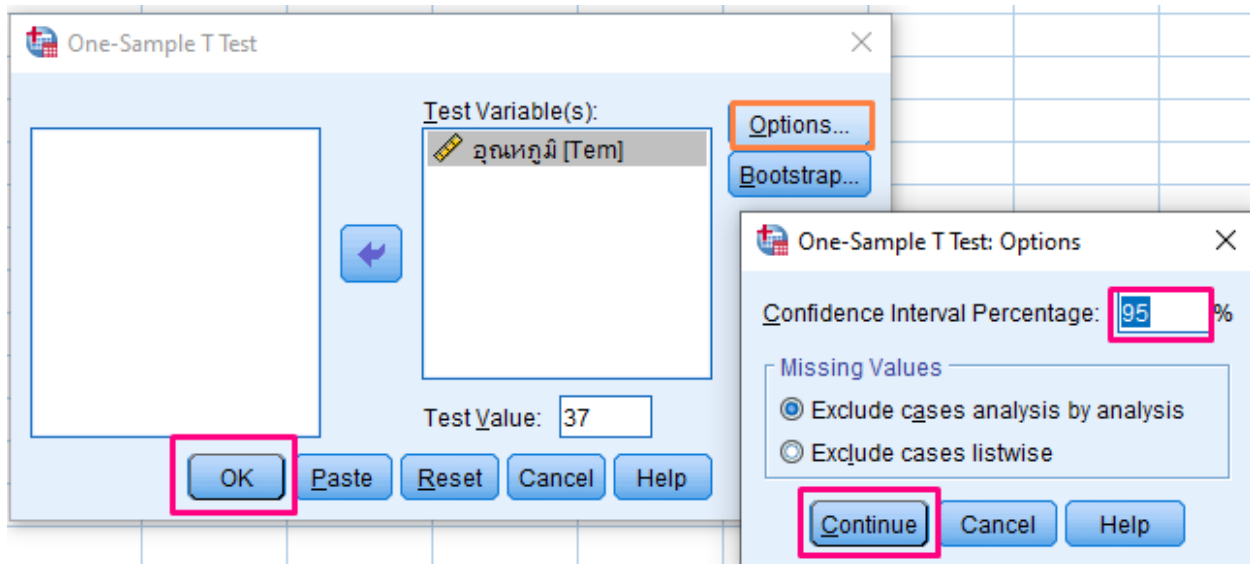 One-Sample T Test
Test Variable(s):
อุณหภูมิ [Tem]
Options...
Bootstrap...
Test Value: 37
OK Paste Reset Cancel Help
One-Sample T Test: Options
Confidence Interval Percentage: 95 %
Missing Values
Exclude cases analysis by analysis
Exclude cases listwise
Continue Cancel Help